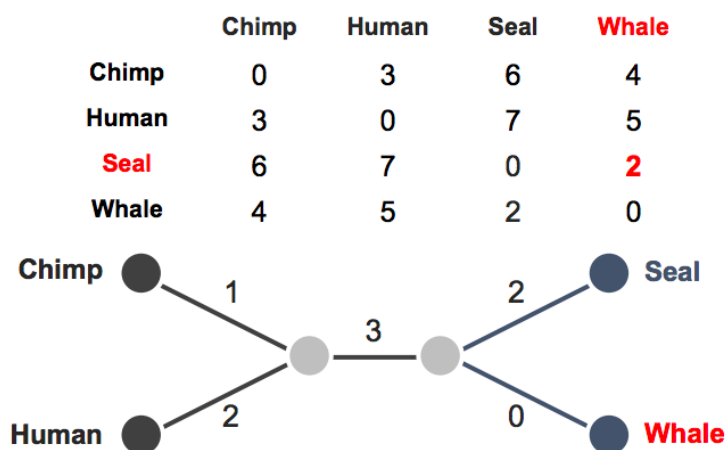 Chimp Human Seal Whale
Chimp 0 3 6 4
Human 3 0 7 5
Seal 6 7 0 2
Whale 4 5 2 0
Chimp 1 3 2 Seal
Human 2 0 Whale